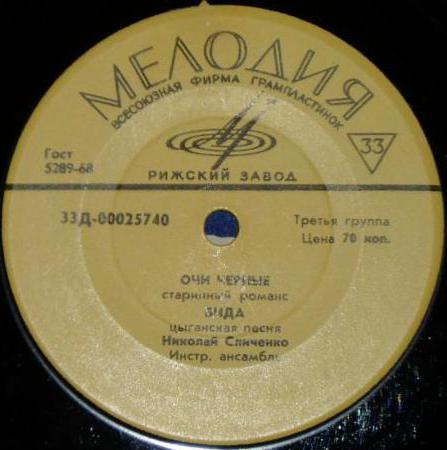 МЕЛОДИЯ
ВСЕСОЮЗНАЯ ФИРМА ГРАМПЛАСТИНОК
33
Гост
5289-68
РИЖСКИЙ ЗАВОД
33Д-00025740
Третья группа
Цена 70 коп.
ОЧИ ЧЕРНЫЕ
старинный романс
ВИДА
цыганская песня
Николай Сличенко
Инстр. ансамбль